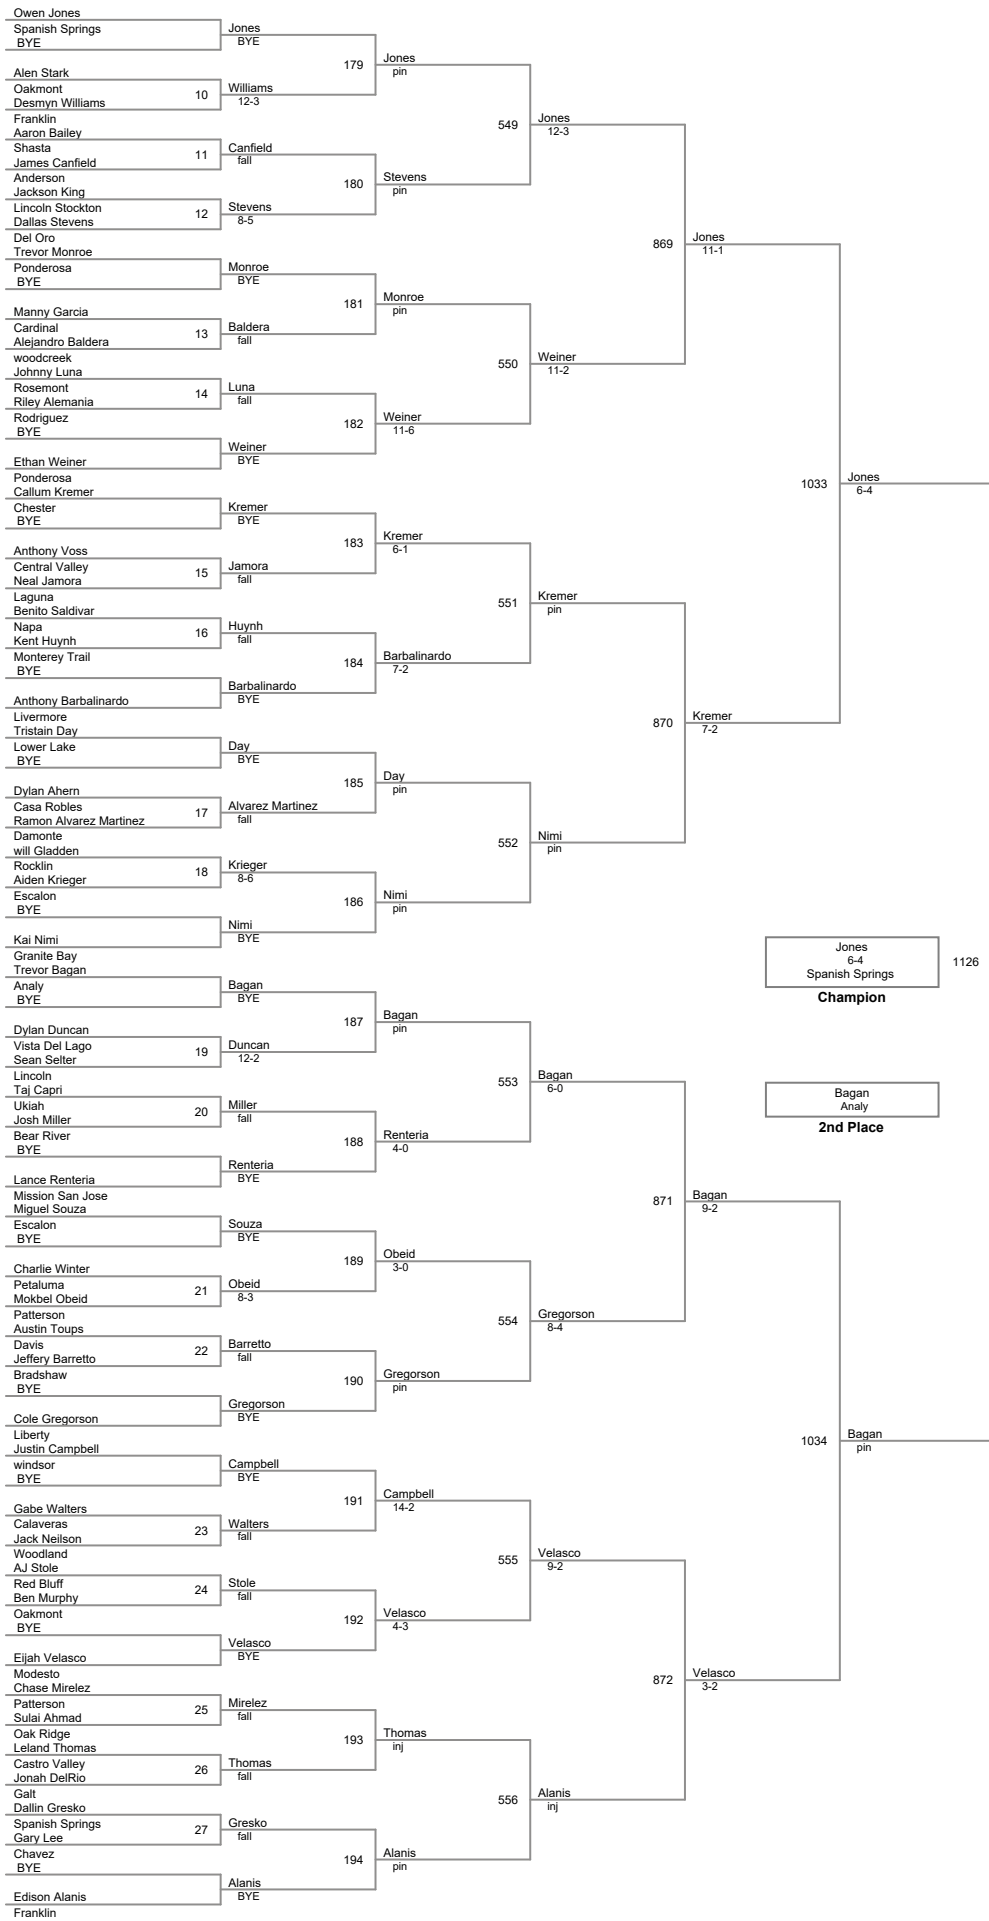 Owen Jones
Spanish Springs
BYE
Jones
BYE
179
Jones
pin
Alen Stark
Oakmont
Desmyn Williams
10
Williams
12-3
549
Jones
12-3
Franklin
Aaron Bailey
Shasta
James Canfield
11
Canfield
fall
180
Stevens
pin
Anderson
Jackson King
Lincoln Stockton
Dallas Stevens
12
Stevens
8-5
869
Jones
11-1
Del Oro
Trevor Monroe
Ponderosa
BYE
Monroe
BYE
181
Monroe
pin
Manny Garcia
Cardinal
Alejandro Baldera
13
Baldera
fall
550
Weiner
11-2
woodcreek
Johnny Luna
Rosemont
Riley Alemania
14
Luna
fall
182
Weiner
11-6
Rodriguez
BYE
Weiner
BYE
Ethan Weiner
1033
Jones
6-4
Ponderosa
Callum Kremer
Chester
BYE
Kremer
BYE
183
Kremer
6-1
Anthony Voss
Central Valley
Neal Jamora
15
Jamora
fall
551
Kremer
pin
Laguna
Benito Saldivar
Napa
Kent Huynh
16
Huynh
fall
184
Barbalinardo
7-2
Monterey Trail
BYE
Barbalinardo
BYE
Anthony Barbalinardo
870
Kremer
7-2
Livermore
Tristain Day
Lower Lake
BYE
Day
BYE
185
Day
pin
Dylan Ahern
Casa Robles
Ramon Alvarez Martinez
17
Alvarez Martinez
fall
552
Nimi
pin
Damonte
will Gladden
Rocklin
Aiden Krieger
18
Krieger
8-6
186
Nimi
pin
Escalon
BYE
Nimi
BYE
Kai Nimi
Jones
6-4
Spanish Springs
1126
Champion
Granite Bay
Trevor Bagan
Analy
BYE
Bagan
BYE
187
Bagan
pin
Dylan Duncan
Vista Del Lago
Sean Selter
19
Duncan
12-2
553
Bagan
6-0
Bagan
Analy
2nd Place
Lincoln
Taj Capri
Ukiah
Josh Miller
20
Miller
fall
188
Renteria
4-0
Bear River
BYE
Renteria
BYE
Lance Renteria
871
Bagan
9-2
Mission San Jose
Miguel Souza
Escalon
BYE
Souza
BYE
189
Obeid
3-0
Charlie Winter
Petaluma
Mokbel Obeid
21
Obeid
8-3
554
Gregorson
8-4
Patterson
Austin Toups
Davis
Jeffery Barretto
22
Barretto
fall
190
Gregorson
pin
Bradshaw
BYE
Gregorson
BYE
Cole Gregorson
1034
Bagan
pin
Liberty
Justin Campbell
windsor
BYE
Campbell
BYE
191
Campbell
14-2
Gabe Walters
Calaveras
Jack Neilson
23
Walters
fall
555
Velasco
9-2
Woodland
AJ Stole
Red Bluff
Ben Murphy
24
Stole
fall
192
Velasco
4-3
Oakmont
BYE
Velasco
BYE
Eijah Velasco
872
Velasco
3-2
Modesto
Chase Mirelez
Patterson
Sulai Ahmad
25
Mirelez
fall
193
Thomas
inj
Oak Ridge
Leland Thomas
Castro Valley
Jonah DelRio
26
Thomas
fall
556
Alanis
inj
Galt
Dallin Gresko
Spanish Springs
Gary Lee
27
Gresko
fall
194
Alanis
pin
Chavez
BYE
Alanis
BYE
Edison Alanis
Franklin